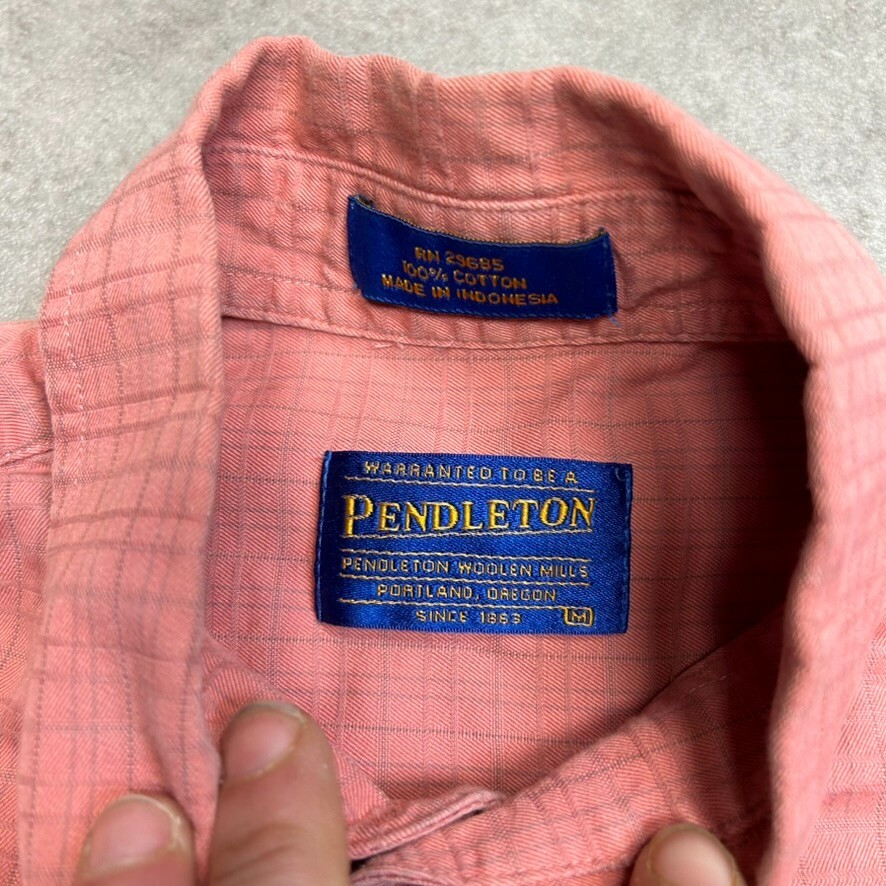 RN 29685
100% COTTON
MADE IN INDONESIA
WARRANTED TO BE A
PENDLETON
PENDLETON WOOLEN MILLS
PORTLAND, OREGON
SINCE 1863 M